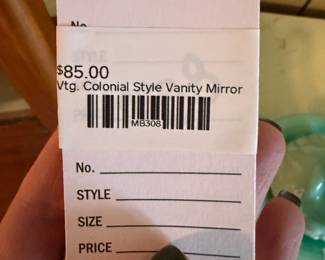 No.
$85.00
Vtg. Colonial Style Vanity Mirror
MB308
No.
STYLE
SIZE
PRICE